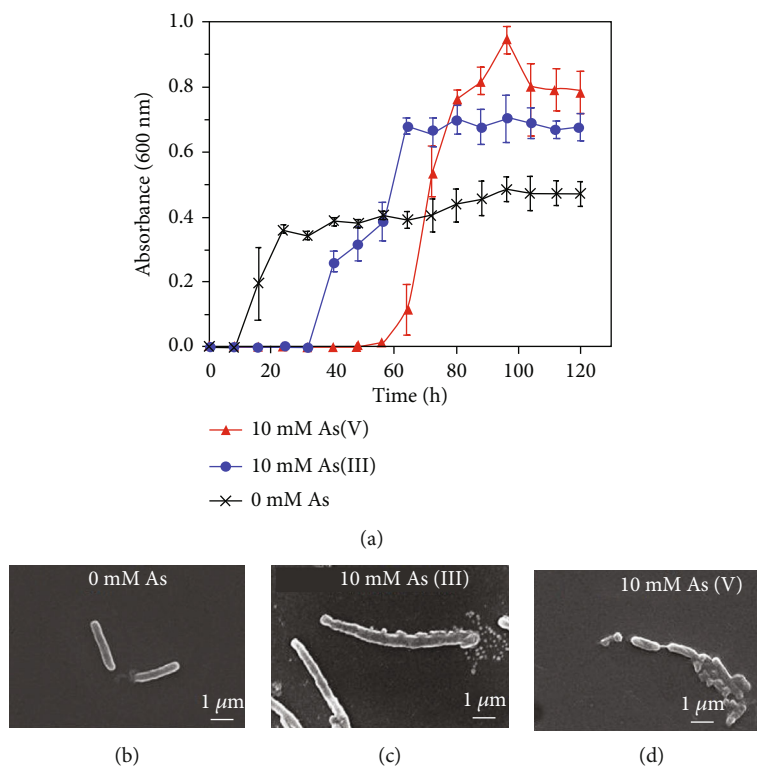 1.0
0.8
0.6
0.4
0.2
0.0
Absorbance (600 nm)
0 20 40 60 80 100 120
Time (h)
10 mM As(V)
10 mM As(III)
0 mM As
(a)
0 mM As
1 μm
(b)
10 mM As (III)
1 μm
(c)
10 mM As (V)
1 μm
(d)